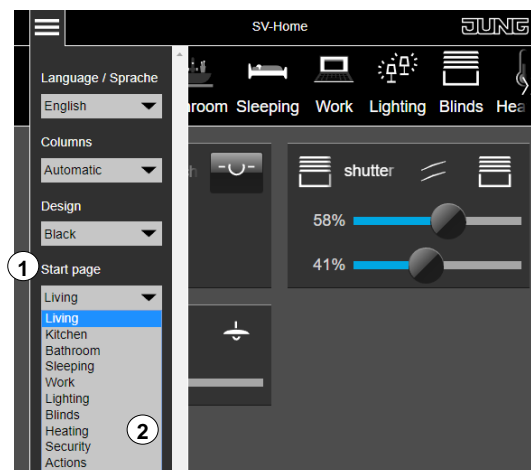 SV-Home
JUNG
Language / Sprache
English
Columns
Automatic
Design
Black
1
Start page
Living
Living
Kitchen
Bathroom
Sleeping
Work
Lighting
Blinds
Heating
2
Security
Actions
room Sleeping Work Lighting Blinds Hea
h
shutter
58%
41%